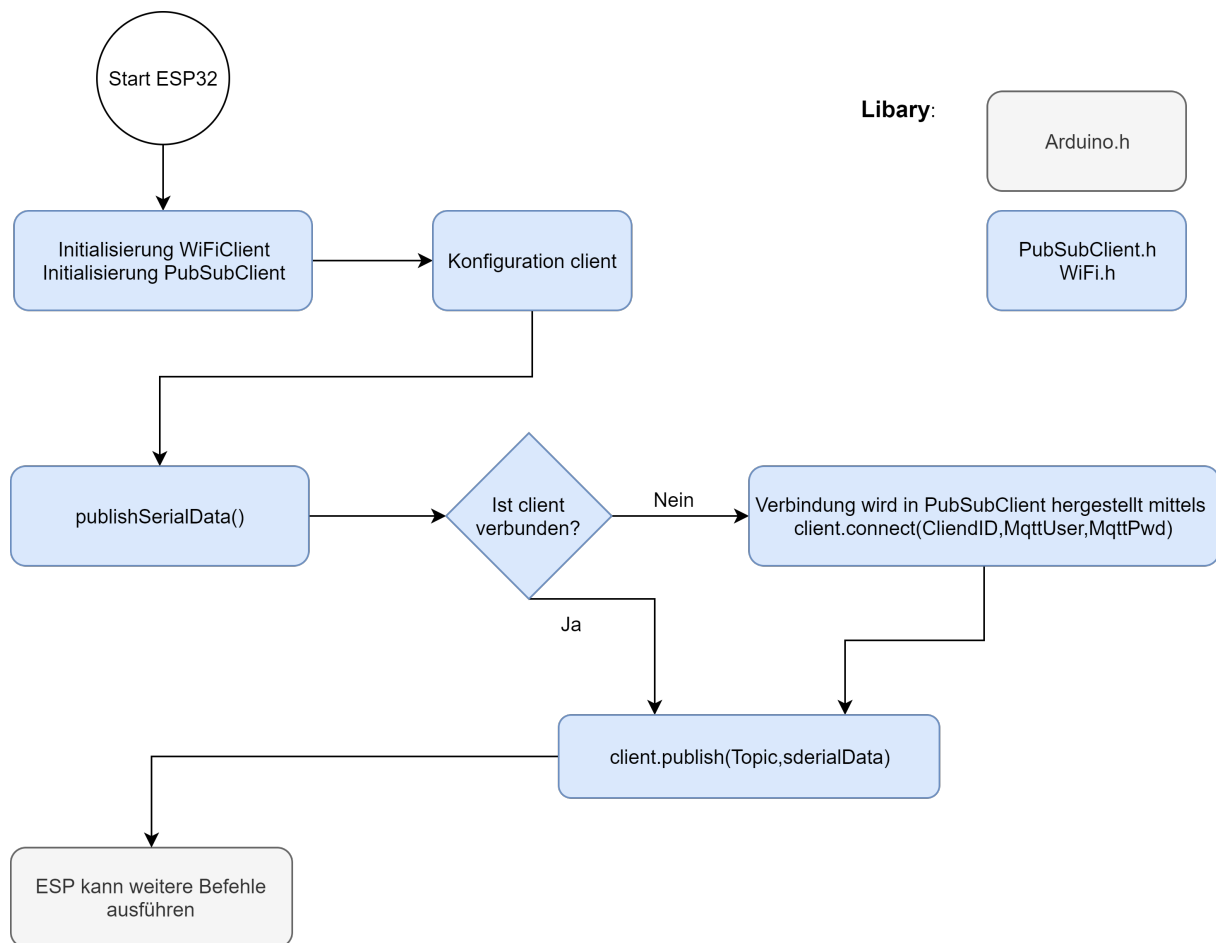 Start ESP32
Libary:
Arduino.h
Initialisierung WiFiClient
Initialisierung PubSubClient
Konfiguration client
PubSubClient.h
WiFi.h
publishSerialData()
Ist client
verbunden?
Nein
Verbindung wird in PubSubClient hergestellt mittels
client.connect(CliendID,MqttUser,MqttPwd)
Ja
client.publish(Topic,sderialData)
ESP kann weitere Befehle
ausführen